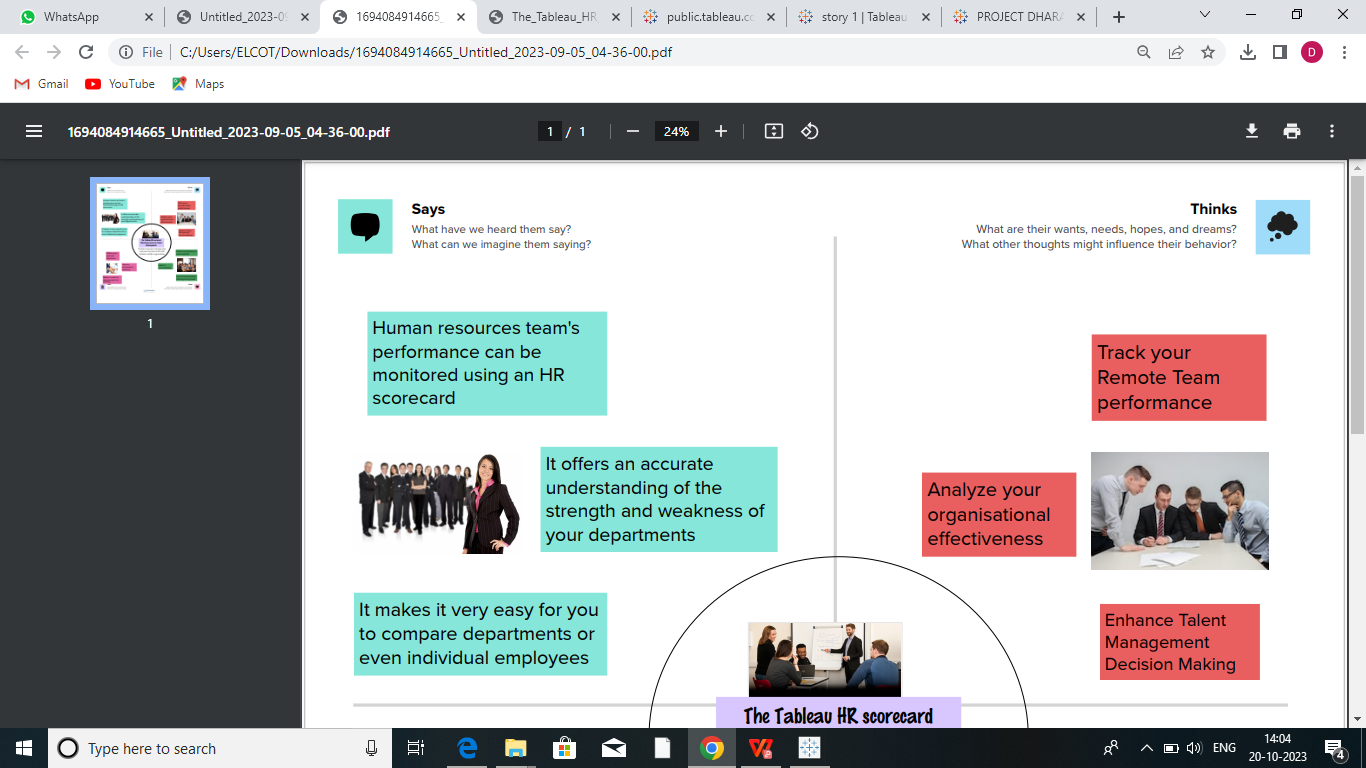 WhatsApp
Untitled_2023-09
1694084914665_
The_Tableau_HR_
public.tableau.co
story 1 | Tableau
PROJECT DHARA
File
C:/Users/ELCOT/Downloads/1694084914665_Untitled_2023-09-05_04-36-00.pdf
D
Gmail
YouTube
Maps
1694084914665_Untitled_2023-09-05_04-36-00.pdf
1 / 1
24%
1
Says
What have we heard them say?
What can we imagine them saying?
Thinks
What are their wants, needs, hopes, and dreams?
What other thoughts might influence their behavior?
Human resources team's
performance can be
monitored using an HR
scorecard
It offers an accurate
understanding of the
strength and weakness of
your departments
It makes it very easy for you
to compare departments or
even individual employees
Track your
Remote Team
performance
Analyze your
organisational
effectiveness
Enhance Talent
Management
Decision Making
The Tableau HR scorecard
Type here to search
ENG
14:04
20-10-2023
4